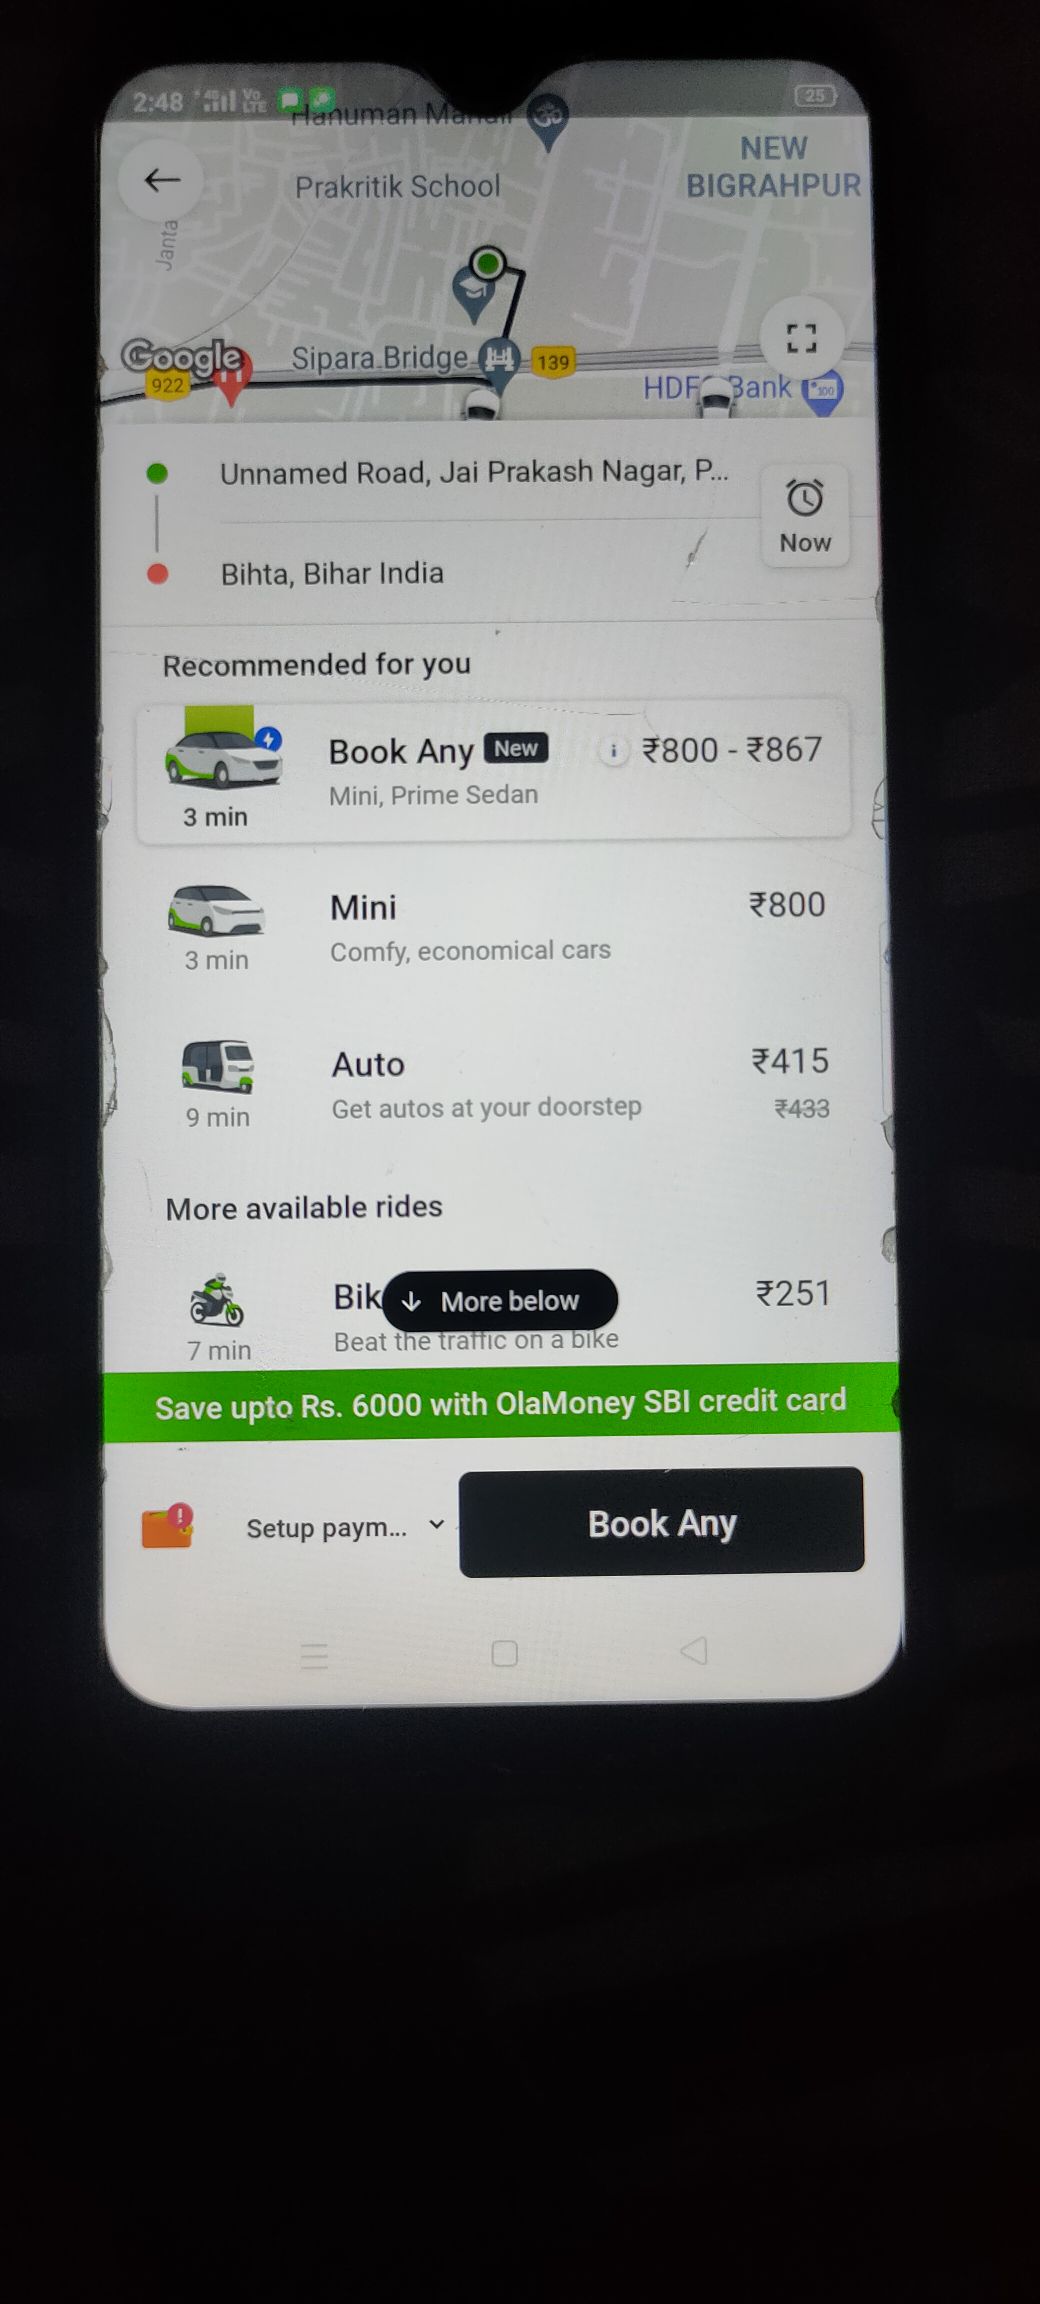 2:48 4G Vo LTE 25
Hanuman Mandir
NEW
BIGRAHPUR
Prakritik School
Janta
Google
Sipara Bridge
139
922
HDFC Bank
Unnamed Road, Jai Prakash Nagar, P...
Now
Bihta, Bihar India
Recommended for you
Book Any New i ₹800 - ₹867
Mini, Prime Sedan
3 min
Mini ₹800
Comfy, economical cars
3 min
Auto ₹415
Get autos at your doorstep ₹433
9 min
More available rides
Bik ↓ More below ₹251
Beat the traffic on a bike
7 min
Save upto Rs. 6000 with OlaMoney SBI credit card
Setup paym...
Book Any